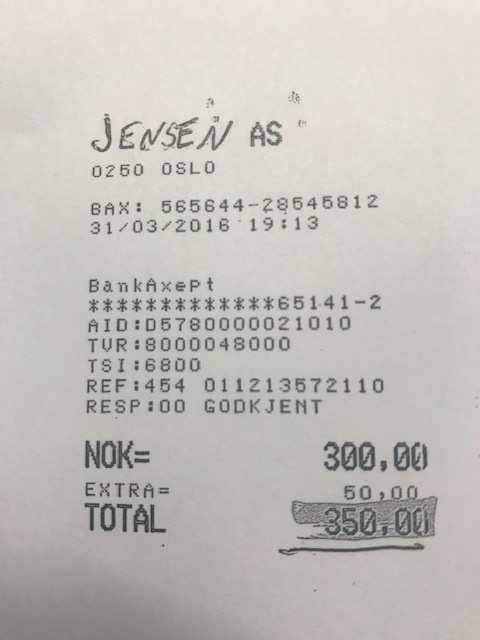 JENSEN AS
0250 OSLO
BAX: 565644-28545812
31/03/2016 19:13
BankAxept
*************65141-2
AID:D5780000021010
TVR:8000048000
TSI:6800
REF:454 011213572110
RESP:00 GODKJENT
NOK= 300,00
EXTRA= 50,00
TOTAL 350,00